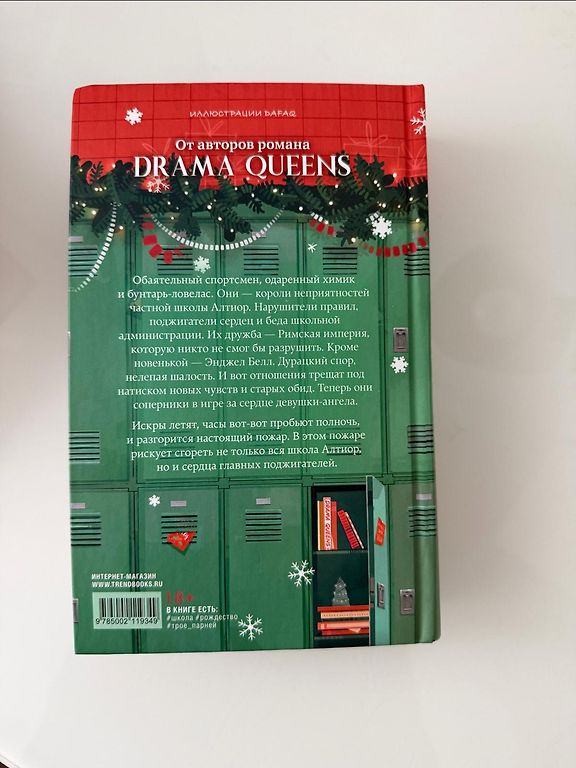 ИЛЛЮСТРАЦИИ DAFAQ
От авторов романа
DRAMA QUEENS
Обаятельный спортсмен, одаренный химик
и бунтарь-ловелас. Они — короли неприятностей
частной школы Алтиор. Нарушители правил,
поджигатели сердец и беда школьной
администрации. Их дружба — Римская империя,
которую никто не смог бы разрушить. Кроме
новенькой — Энджел Белл. Дурацкий спор,
нелепая шалость. И вот отношения трещат под
натиском новых чувств и старых обид. Теперь они
соперники в игре за сердце девушки-ангела.
Искры летят, часы вот-вот пробьют полночь,
и разгорится настоящий пожар. В этом пожаре
рискует сгореть не только вся школа Алтиор,
но и сердца главных поджигателей.
ИНТЕРНЕТ-МАГАЗИН
WWW.TRENDBOOKS.RU
9785002119349
18+
В КНИГЕ ЕСТЬ:
#школа #рождество
#трое_парней